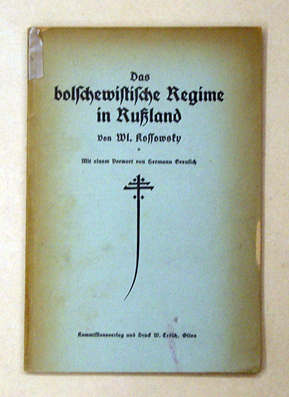 Das
bolschewistische Regime
in Rußland
von Wl. Kossowsky
Mit einem Vorwort von Hermann Greulich
Kommissionsverlag und Druck W. Trösch, Olten